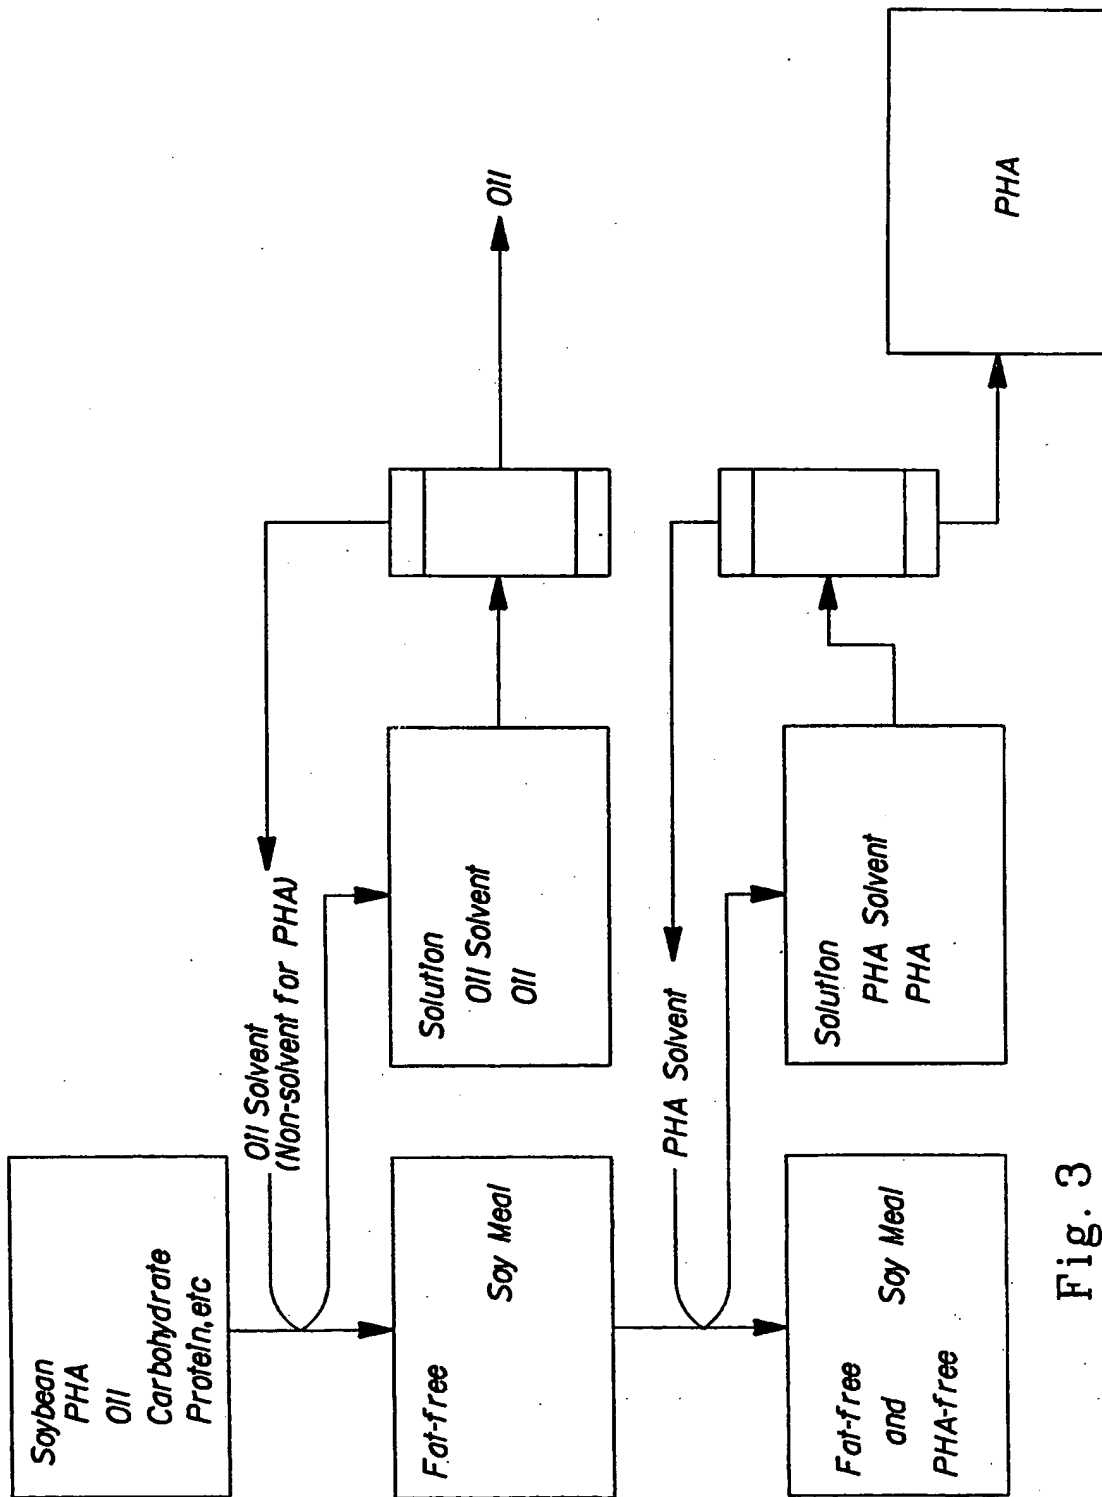 Soybean
PHA
Oil
Carbohydrate
Protein,etc
Oil Solvent
(Non-solvent for PHA)
Fat-free
Soy Meal
Solution
Oil Solvent
Oil
Oil
PHA Solvent
Fat-free
and
PHA-free
Soy Meal
Solution
PHA Solvent
PHA
PHA
Fig. 3